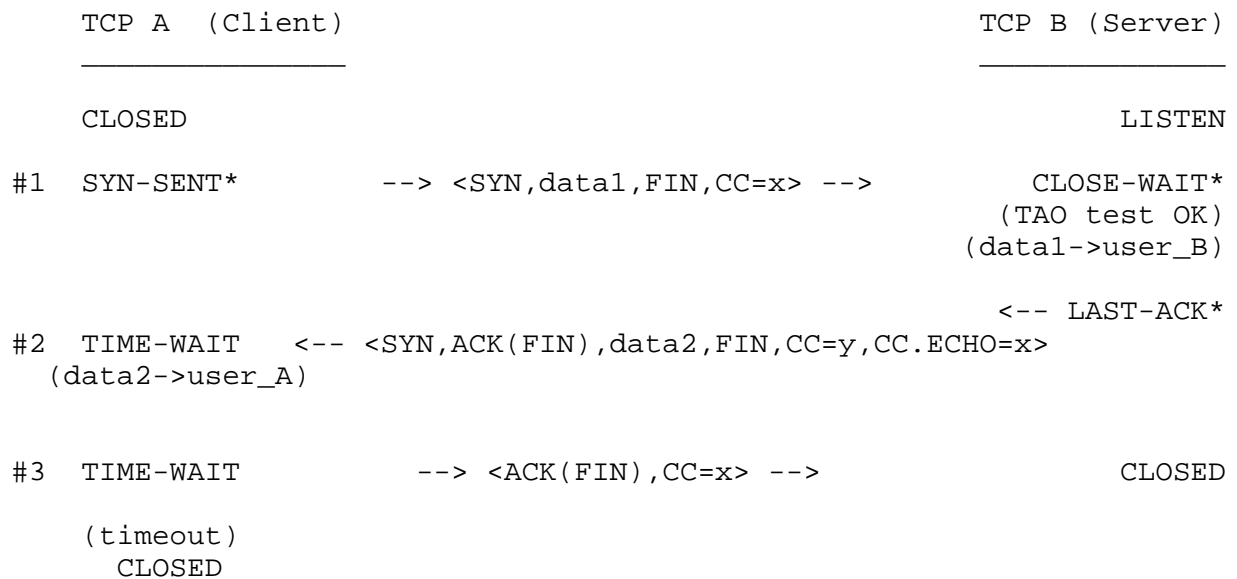 TCP A (Client) TCP B (Server)
_______________ ______________
CLOSED LISTEN
#1 SYN-SENT* --> <SYN,data1,FIN,CC=x> --> CLOSE-WAIT*
(TAO test OK)
(data1->user_B)
<-- LAST-ACK*
#2 TIME-WAIT <-- <SYN,ACK(FIN),data2,FIN,CC=y,CC.ECHO=x>
(data2->user_A)
#3 TIME-WAIT --> <ACK(FIN),CC=x> --> CLOSED
(timeout)
CLOSED